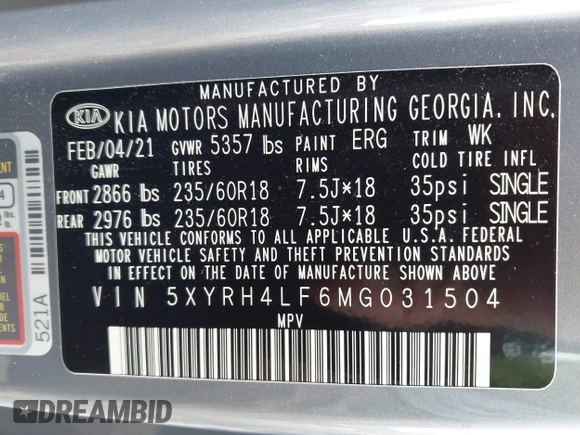 MANUFACTURED BY
KIA KIA MOTORS MANUFACTURING GEORGIA, INC.
FEB/04/21 GVWR 5357 lbs PAINT ERG TRIM WK
GAWR TIRES RIMS COLD TIRE INFL
FRONT 2866 lbs 235/60R18 7.5J×18 35psi SINGLE
REAR 2976 lbs 235/60R18 7.5J×18 35psi SINGLE
THIS VEHICLE CONFORMS TO ALL APPLICABLE U.S.A. FEDERAL
MOTOR VEHICLE SAFETY AND THEFT PREVENTION STANDARDS
IN EFFECT ON THE DATE OF MANUFACTURE SHOWN ABOVE.
VIN 5XYRH4LF6MG031504
MPV
521A
DREAMBID